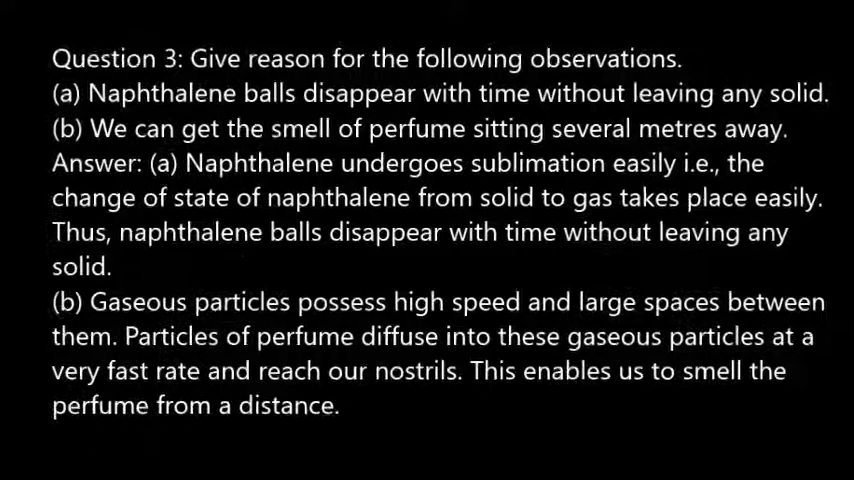 Question 3: Give reason for the following observations.
(a) Naphthalene balls disappear with time without leaving any solid.
(b) We can get the smell of perfume sitting several metres away.
Answer: (a) Naphthalene undergoes sublimation easily i.e., the
change of state of naphthalene from solid to gas takes place easily.
Thus, naphthalene balls disappear with time without leaving any
solid.
(b) Gaseous particles possess high speed and large spaces between
them. Particles of perfume diffuse into these gaseous particles at a
very fast rate and reach our nostrils. This enables us to smell the
perfume from a distance.